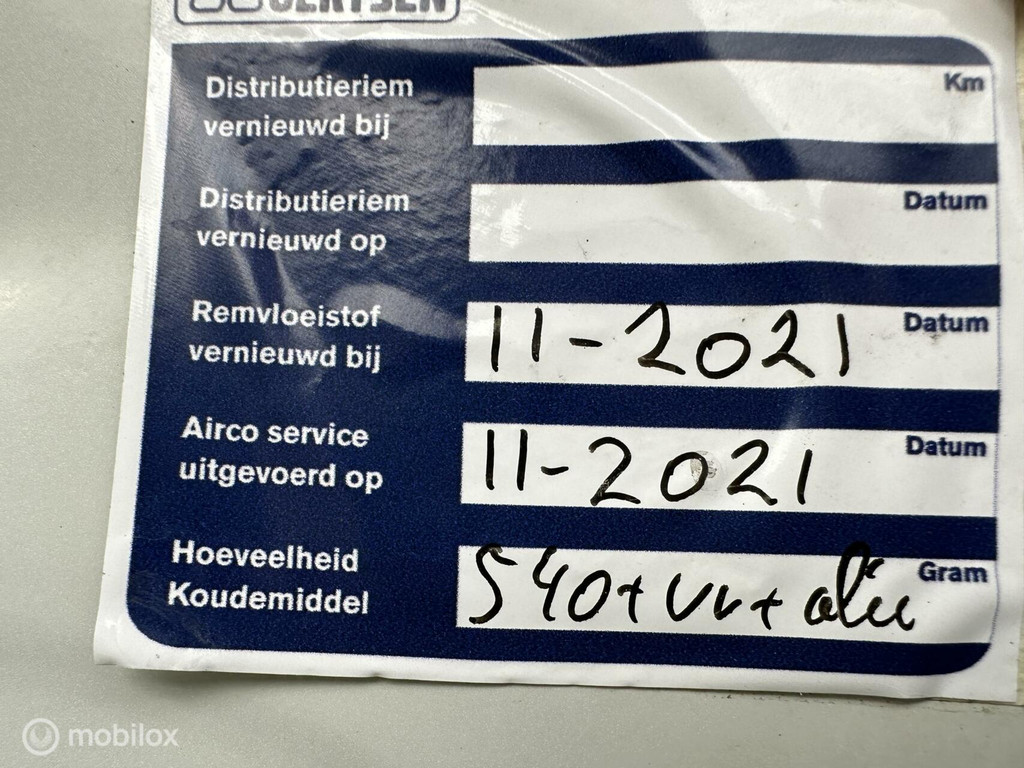 Distributieriem Km
vernieuwd bij
Distributieriem Datum
vernieuwd op
Remvloeistof 11-2021 Datum
vernieuwd bij
Airco service 11-2021 Datum
uitgevoerd op
Hoeveelheid Gram
Koudemiddel 540+uv+olie
mobilox